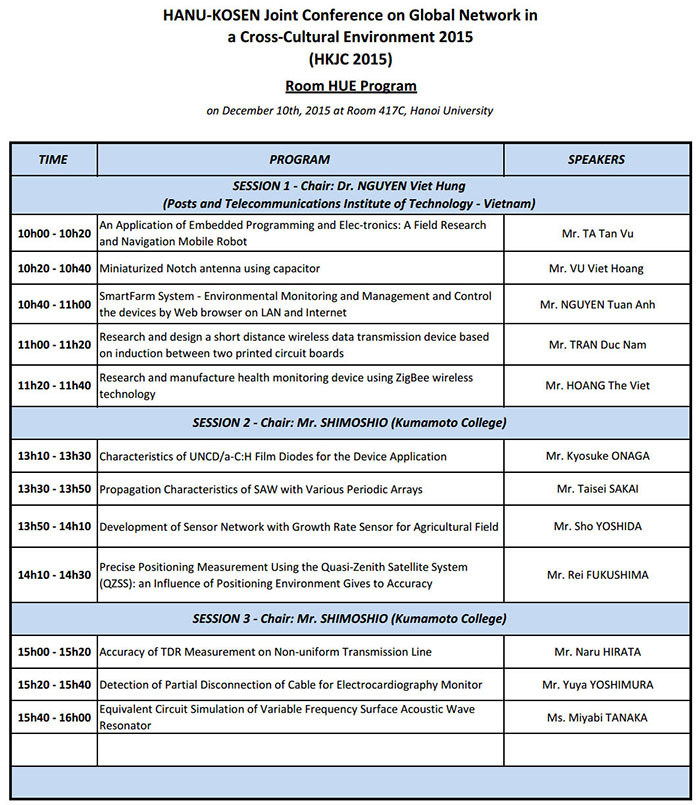 HANU-KOSEN Joint Conference on Global Network in
a Cross-Cultural Environment 2015
(HKJC 2015)
Room HUE Program
on December 10th, 2015 at Room 417C, Hanoi University
TIME PROGRAM SPEAKERS
SESSION 1 - Chair: Dr. NGUYEN Viet Hung
(Posts and Telecommunications Institute of Technology - Vietnam)
10h00 - 10h20 An Application of Embedded Programming and Elec-tronics: A Field Research
and Navigation Mobile Robot Mr. TA Tan Vu
10h20 - 10h40 Miniaturized Notch antenna using capacitor Mr. VU Viet Hoang
10h40 - 11h00 SmartFarm System - Environmental Monitoring and Management and Control
the devices by Web browser on LAN and Internet Mr. NGUYEN Tuan Anh
11h00 - 11h20 Research and design a short distance wireless data transmission device based
on induction between two printed circuit boards Mr. TRAN Duc Nam
11h20 - 11h40 Research and manufacture health monitoring device using ZigBee wireless
technology Mr. HOANG The Viet
SESSION 2 - Chair: Mr. SHIMOSHIO (Kumamoto College)
13h10 - 13h30 Characteristics of UNCD/a-C:H Film Diodes for the Device Application Mr. Kyosuke ONAGA
13h30 - 13h50 Propagation Characteristics of SAW with Various Periodic Arrays Mr. Taisei SAKAI
13h50 - 14h10 Development of Sensor Network with Growth Rate Sensor for Agricultural Field Mr. Sho YOSHIDA
14h10 - 14h30 Precise Positioning Measurement Using the Quasi-Zenith Satellite System
(QZSS): an Influence of Positioning Environment Gives to Accuracy Mr. Rei FUKUSHIMA
SESSION 3 - Chair: Mr. SHIMOSHIO (Kumamoto College)
15h00 - 15h20 Accuracy of TDR Measurement on Non-uniform Transmission Line Mr. Naru HIRATA
15h20 - 15h40 Detection of Partial Disconnection of Cable for Electrocardiography Monitor Mr. Yuya YOSHIMURA
15h40 - 16h00 Equivalent Circuit Simulation of Variable Frequency Surface Acoustic Wave
Resonator Ms. Miyabi TANAKA